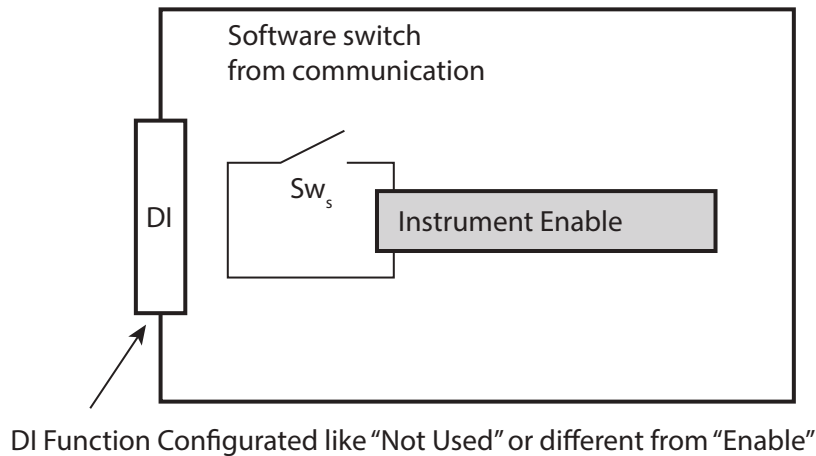 Software switch
from communication
Sws
DI
Instrument Enable
DI Function Configurated like “Not Used” or different from “Enable”